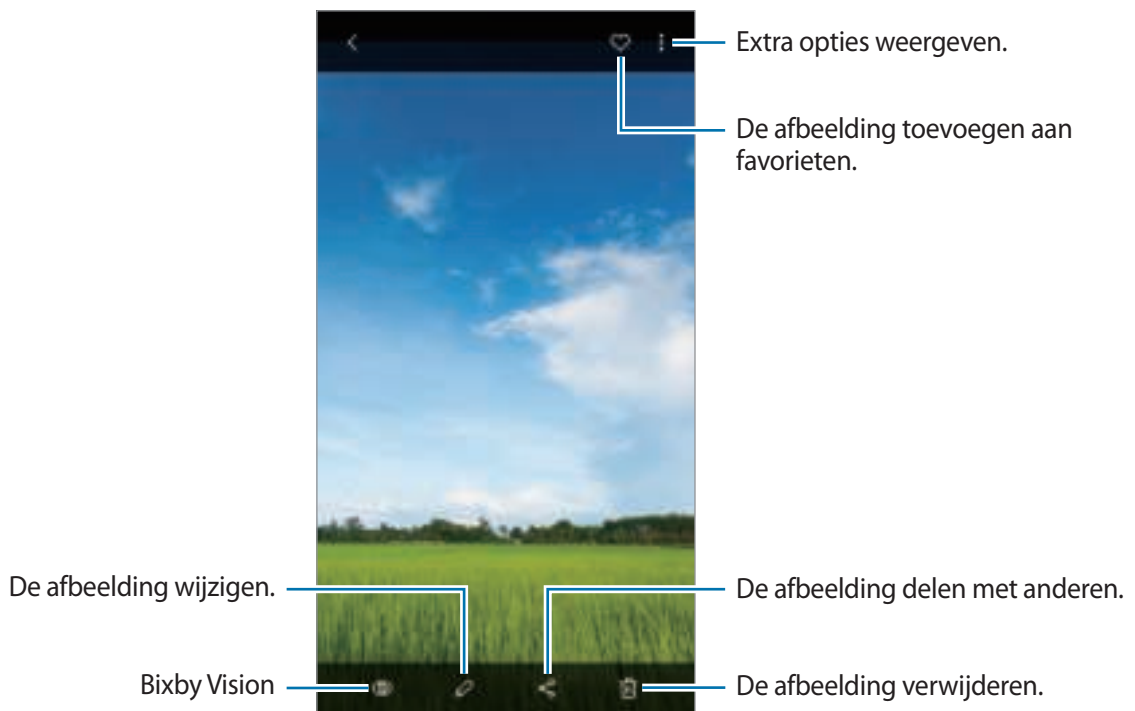 Extra opties weergeven.
De afbeelding toevoegen aan
favorieten.
De afbeelding wijzigen.
De afbeelding delen met anderen.
Bixby Vision
De afbeelding verwijderen.